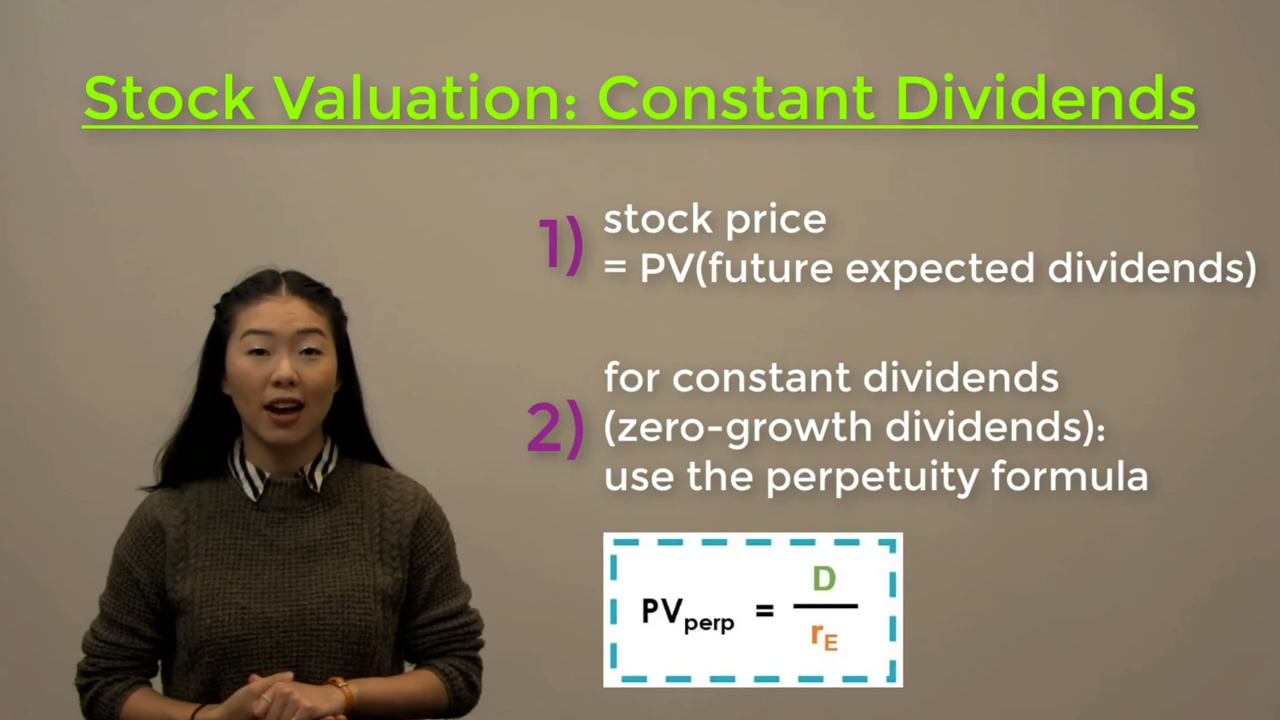 Stock Valuation: Constant Dividends
1) stock price
= PV(future expected dividends)
2) for constant dividends
(zero-growth dividends):
use the perpetuity formula
PVperp = D / rE